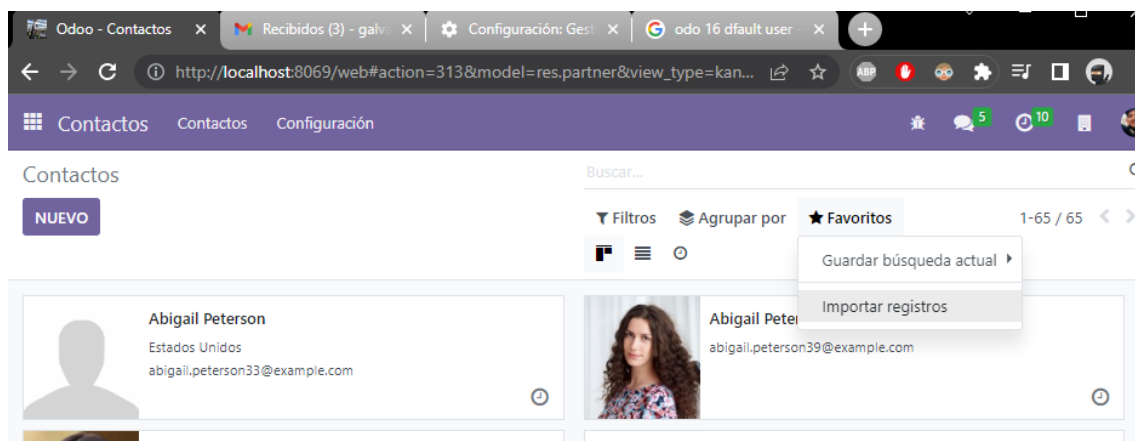 Odoo - Contactos
Recibidos (3) - galva
Configuración: Gest
odo 16 dfault user -
http://localhost:8069/web#action=313&model=res.partner&view_type=kan...
ABP
Contactos Contactos Configuración 5 10
Contactos
Buscar...
NUEVO
Filtros Agrupar por Favoritos 1-65 / 65
Guardar búsqueda actual
Importar registros
Abigail Peterson
Estados Unidos
abigail.peterson33@example.com
Abigail Peter
abigail.peterson39@example.com